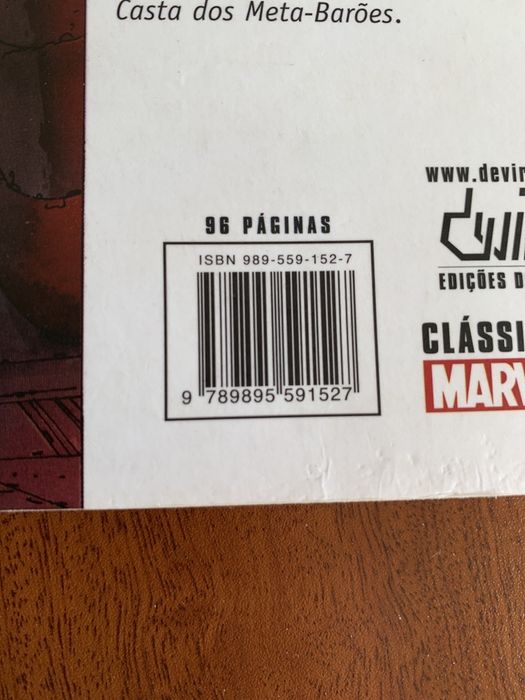 Casta dos Meta-Barões.
96 PÁGINAS
ISBN 989-559-152-7
9 789895 591527
www.devir
EDIÇÕES D
CLÁSSI
MARV